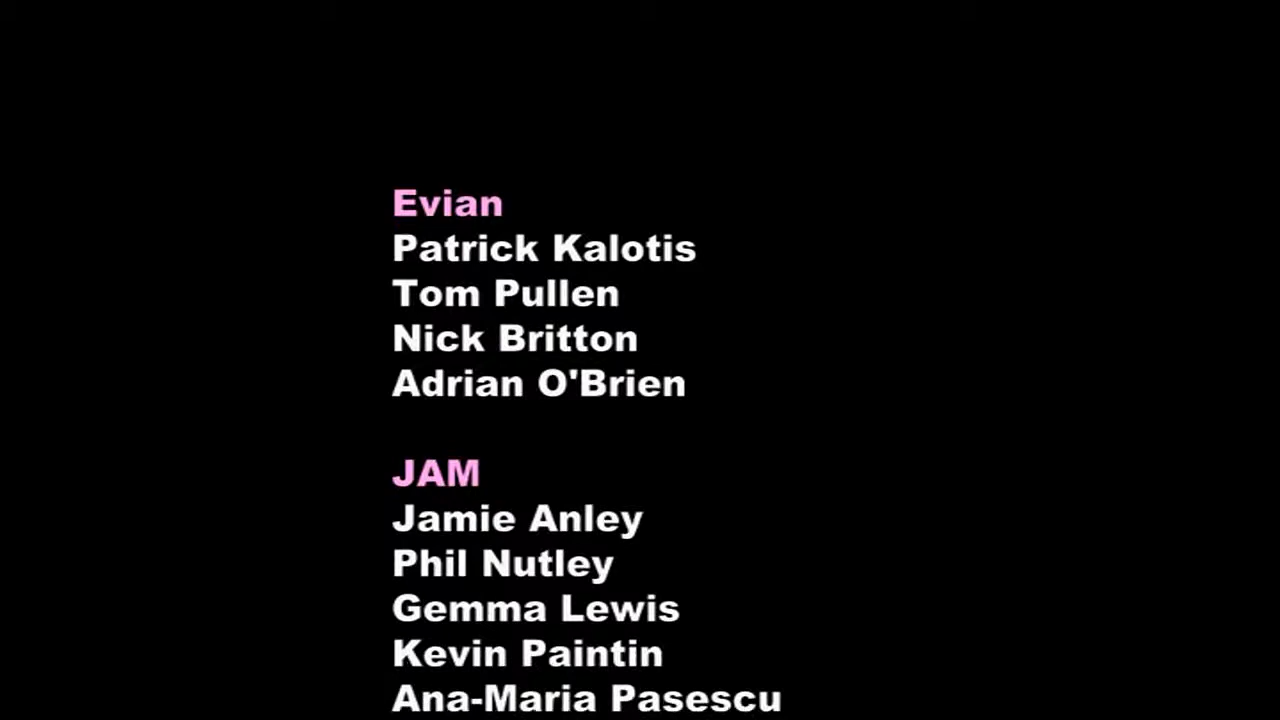 Evian
Patrick Kalotis
Tom Pullen
Nick Britton
Adrian O'Brien
JAM
Jamie Anley
Phil Nutley
Gemma Lewis
Kevin Paintin
Ana-Maria Pasescu